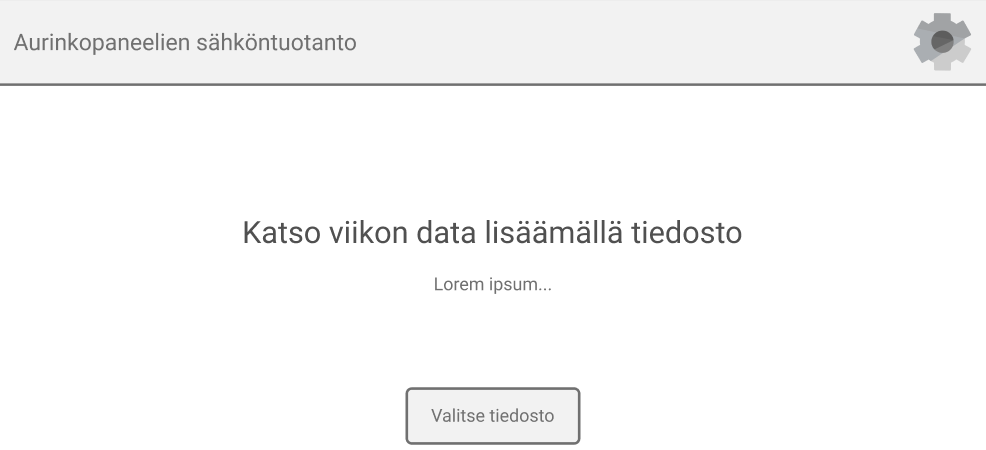 Aurinkopaneelien sähköntuotanto
Katso viikon data lisäämällä tiedosto
Lorem ipsum...
Valitse tiedosto